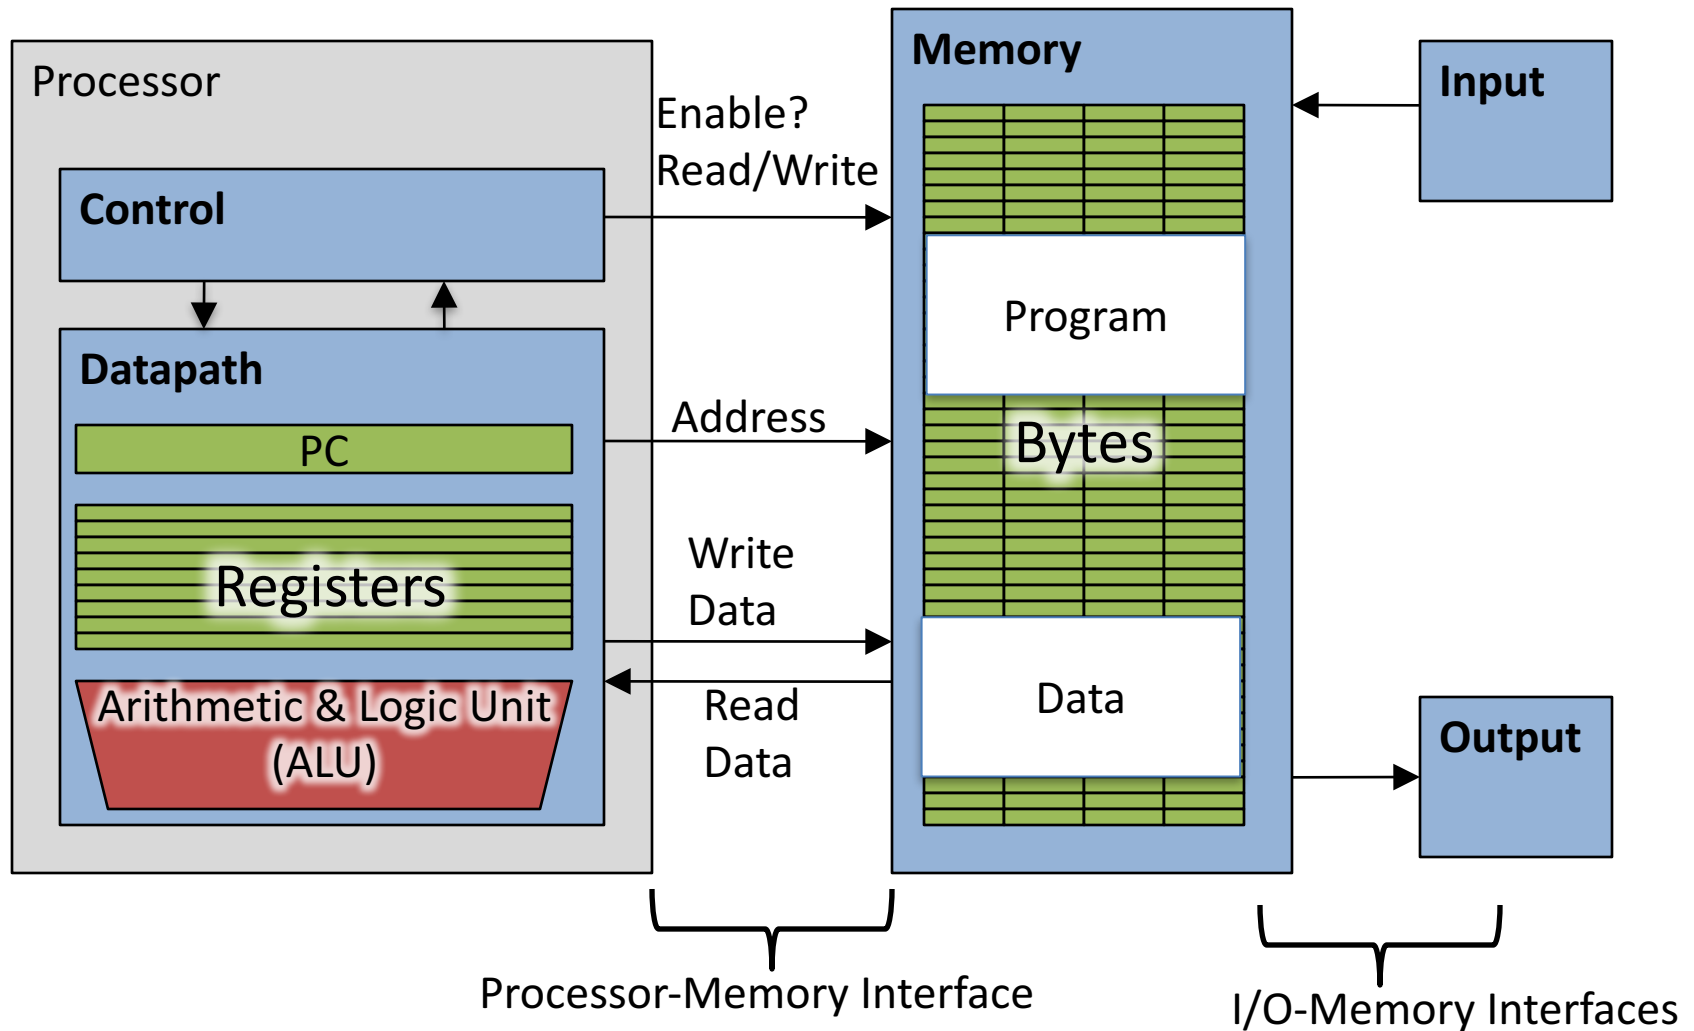 Processor
Control
Datapath
PC
Registers
Arithmetic & Logic Unit
(ALU)
Enable?
Read/Write
Address
Write
Data
Read
Data
Memory
Program
Bytes
Data
Input
Output
Processor-Memory Interface
I/O-Memory Interfaces